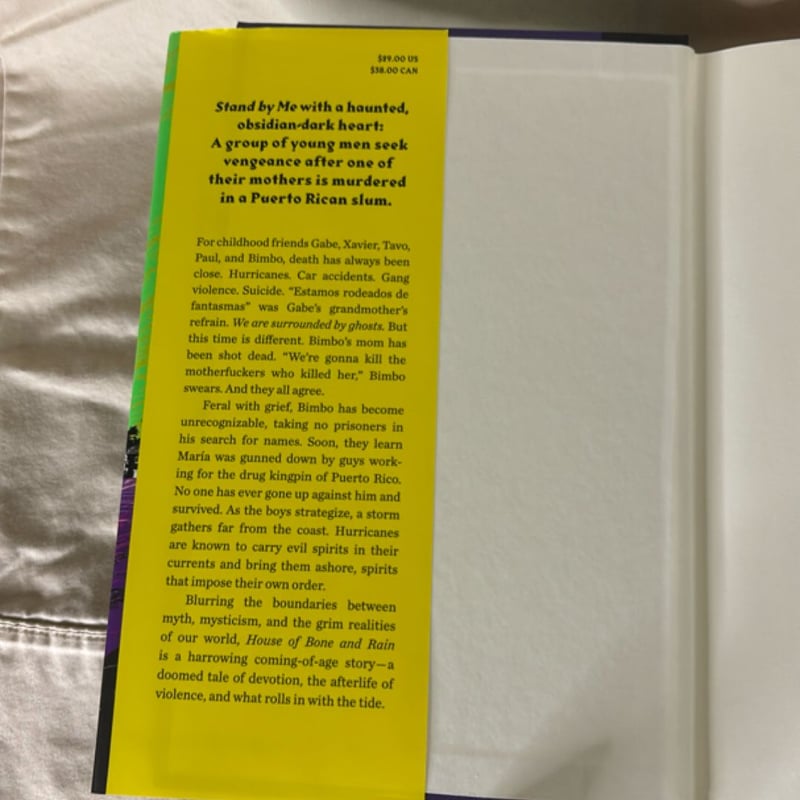 $29.00 US
$38.00 CAN
Stand by Me with a haunted,
obsidian-dark heart:
A group of young men seek
vengeance after one of
their mothers is murdered
in a Puerto Rican slum.
For childhood friends Gabe, Xavier, Tavo,
Paul, and Bimbo, death has always been
close. Hurricanes. Car accidents. Gang
violence. Suicide. “Estamos rodeados de
fantasmas” was Gabe’s grandmother’s
refrain. We are surrounded by ghosts. But
this time is different. Bimbo’s mom has
been shot dead. “We’re gonna kill the
motherfuckers who killed her,” Bimbo
swears. And they all agree.
Feral with grief, Bimbo has become
unrecognizable, taking no prisoners in
his search for names. Soon, they learn
María was gunned down by guys work-
ing for the drug kingpin of Puerto Rico.
No one has ever gone up against him and
survived. As the boys strategize, a storm
gathers far from the coast. Hurricanes
are known to carry evil spirits in their
currents and bring them ashore, spirits
that impose their own order.
Blurring the boundaries between
myth, mysticism, and the grim realities
of our world, House of Bone and Rain
is a harrowing coming-of-age story—a
doomed tale of devotion, the afterlife of
violence, and what rolls in with the tide.